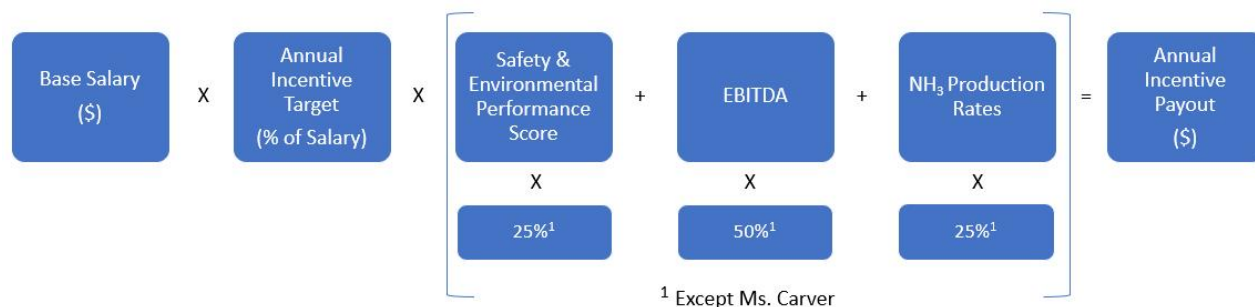 Base Salary
($)
X
Annual
Incentive
Target
(% of Salary)
X
Safety &
Environmental
Performance
Score
X
25%¹
+
EBITDA
X
50%¹
+
NH₃ Production
Rates
X
25%¹
=
Annual
Incentive
Payout
($)
¹ Except Ms. Carver